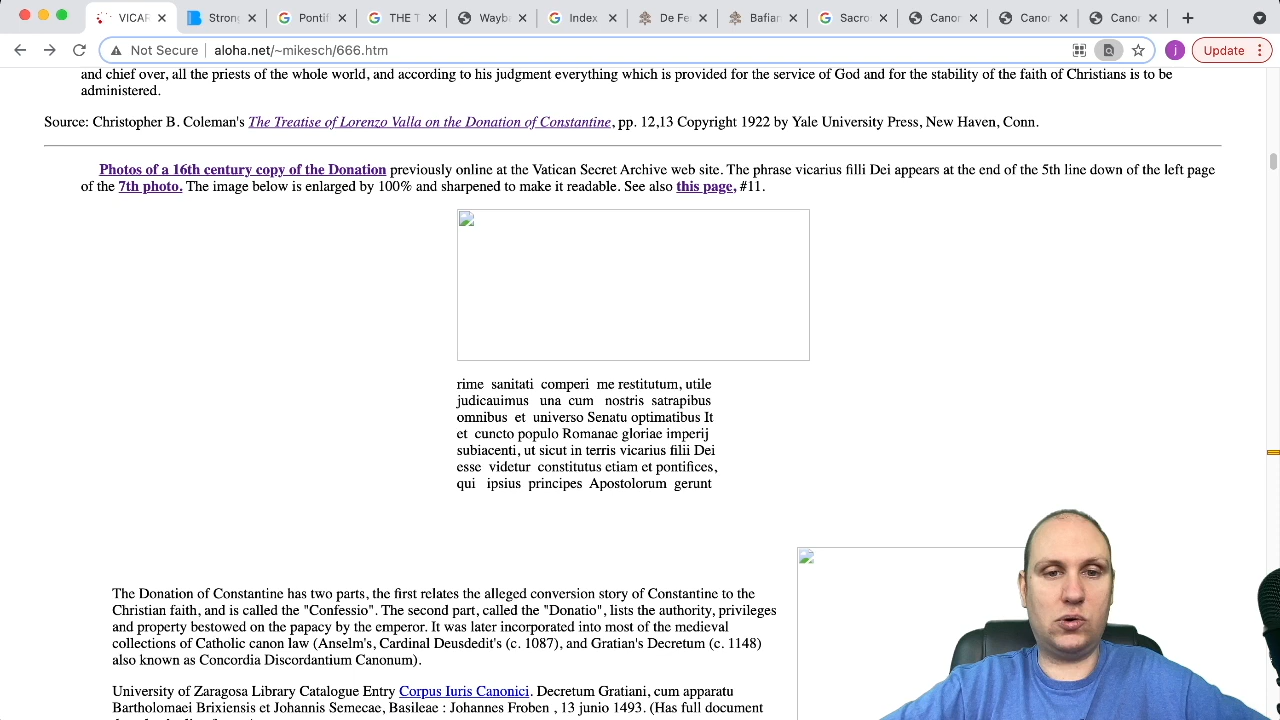 VICAR
Strong
Pontif
THE T
Wayb
Index
De Fe
Bafian
Sacro
Canor
Canor
Canor
Not Secure
aloha.net/~mikesch/666.htm
j
Update
and chief over, all the priests of the whole world, and according to his judgment everything which is provided for the service of God and for the stability of the faith of Christians is to be
administered.
Source: Christopher B. Coleman's The Treatise of Lorenzo Valla on the Donation of Constantine, pp. 12,13 Copyright 1922 by Yale University Press, New Haven, Conn.
Photos of a 16th century copy of the Donation previously online at the Vatican Secret Archive web site. The phrase vicarius filli Dei appears at the end of the 5th line down of the left page
of the 7th photo. The image below is enlarged by 100% and sharpened to make it readable. See also this page, #11.
rime sanitati comperi me restitutum, utile
judicauimus una cum nostris satrapibus
omnibus et universo Senatu optimatibus It
et cuncto populo Romanae gloriae imperij
subiacenti, ut sicut in terris vicarius filii Dei
esse videtur constitutus etiam et pontifices,
qui ipsius principes Apostolorum gerunt
The Donation of Constantine has two parts, the first relates the alleged conversion story of Constantine to the
Christian faith, and is called the "Confessio". The second part, called the "Donatio", lists the authority, privileges
and property bestowed on the papacy by the emperor. It was later incorporated into most of the medieval
collections of Catholic canon law (Anselm's, Cardinal Deusdedit's (c. 1087), and Gratian's Decretum (c. 1148)
also known as Concordia Discordantium Canonum).
University of Zaragosa Library Catalogue Entry Corpus Iuris Canonici. Decretum Gratiani, cum apparatu
Bartholomaei Brixiensis et Johannis Semecae, Basileae : Johannes Froben , 13 junio 1493. (Has full document